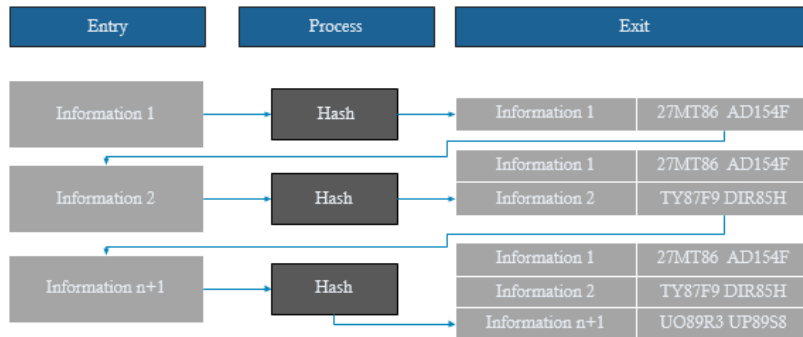 Entry Process Exit
Information 1 Hash Information 1 27MT86 AD154F
Information 1 27MT86 AD154F
Information 2 Hash Information 2 TY87F9 DIR85H
Information 1 27MT86 AD154F
Information n+1 Hash Information 2 TY87F9 DIR85H
Information n+1 UO89R3 UP89S8